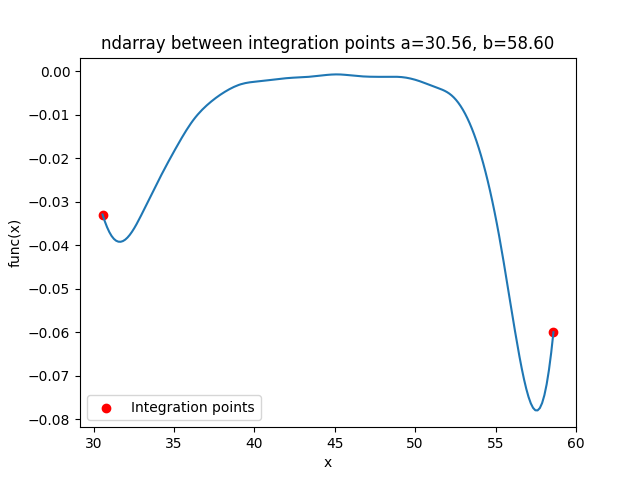 ndarray between integration points a=30.56, b=58.60
0.00
−0.01
−0.02
−0.03
−0.04
−0.05
−0.06
−0.07
−0.08
func(x)
Integration points
30 35 40 45 50 55 60
x